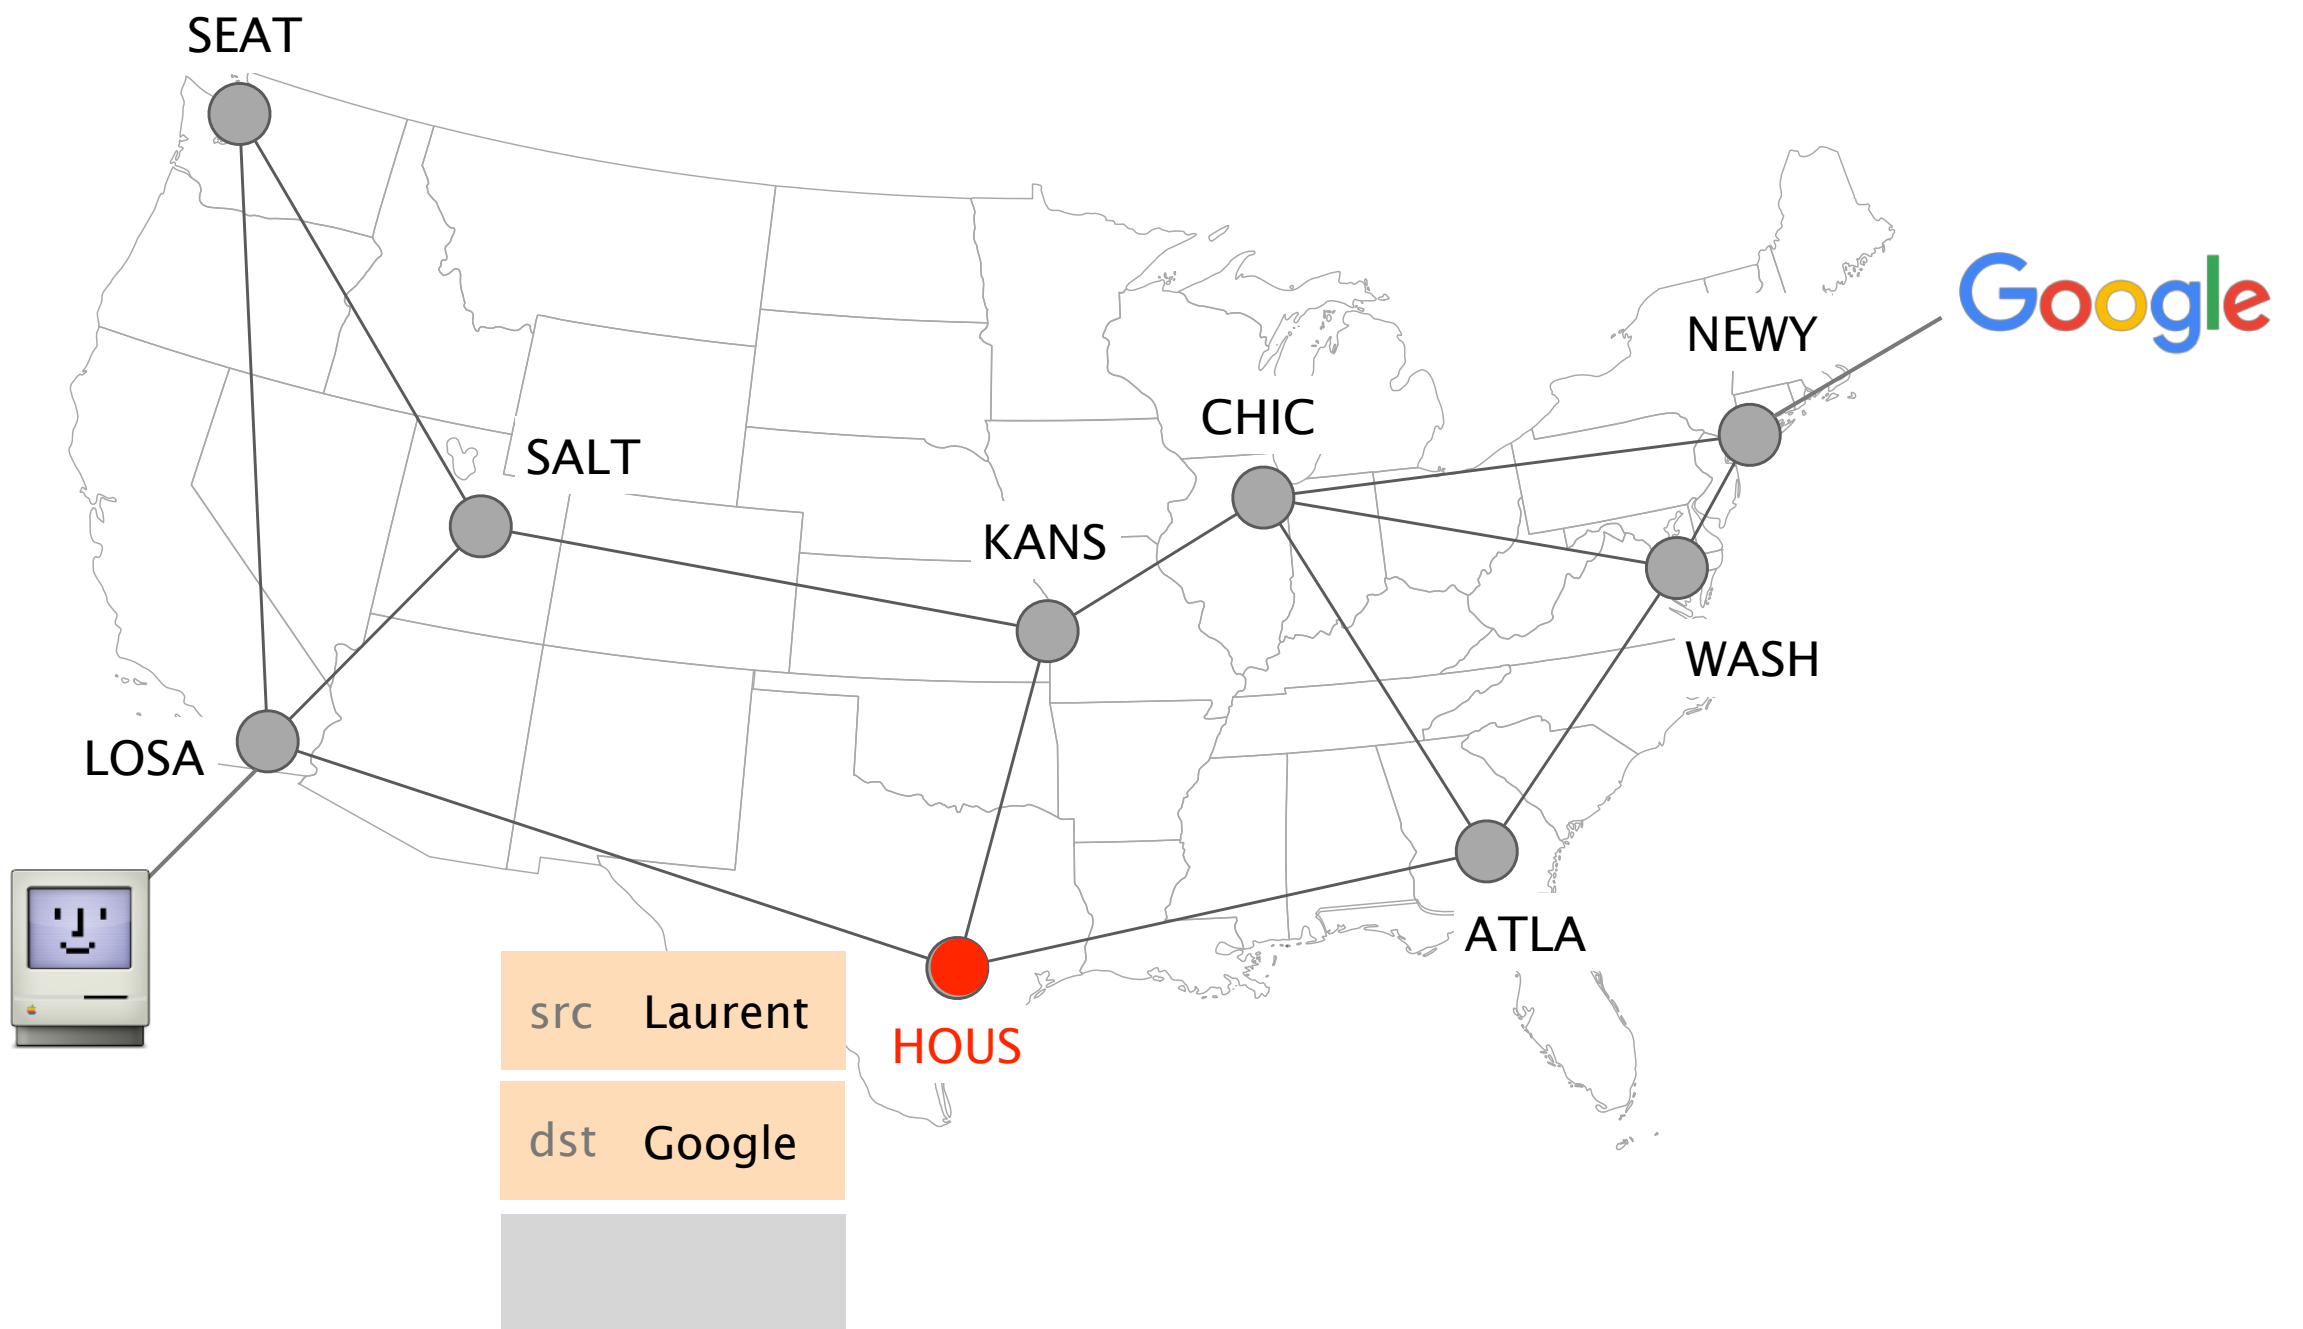 SEAT
Google
NEWY
CHIC
SALT
KANS
WASH
LOSA
ATLA
src Laurent
HOUS
dst Google